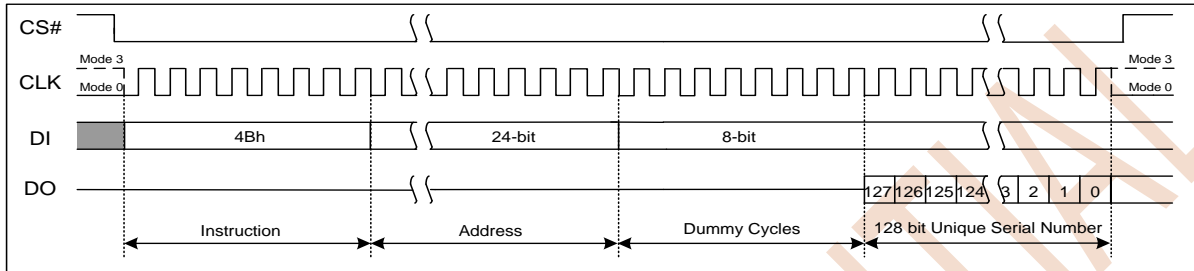 CS#
Mode 3
CLK
Mode 0
Mode 3
Mode 0
DI
4Bh
24-bit
8-bit
DO
127 126 125 124 3 2 1 0
Instruction
Address
Dummy Cycles
128 bit Unique Serial Number